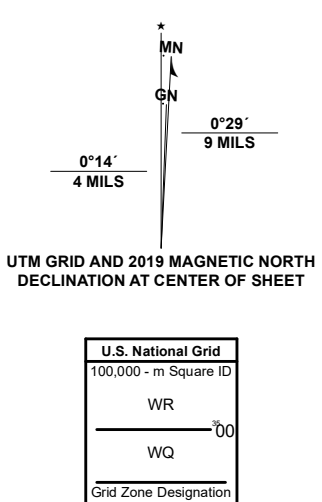 ★
MN
GN
0°29´
9 MILS
0°14´
4 MILS
UTM GRID AND 2019 MAGNETIC NORTH
DECLINATION AT CENTER OF SHEET
U.S. National Grid
100,000 - m Square ID
WR
3500
WQ
Grid Zone Designation